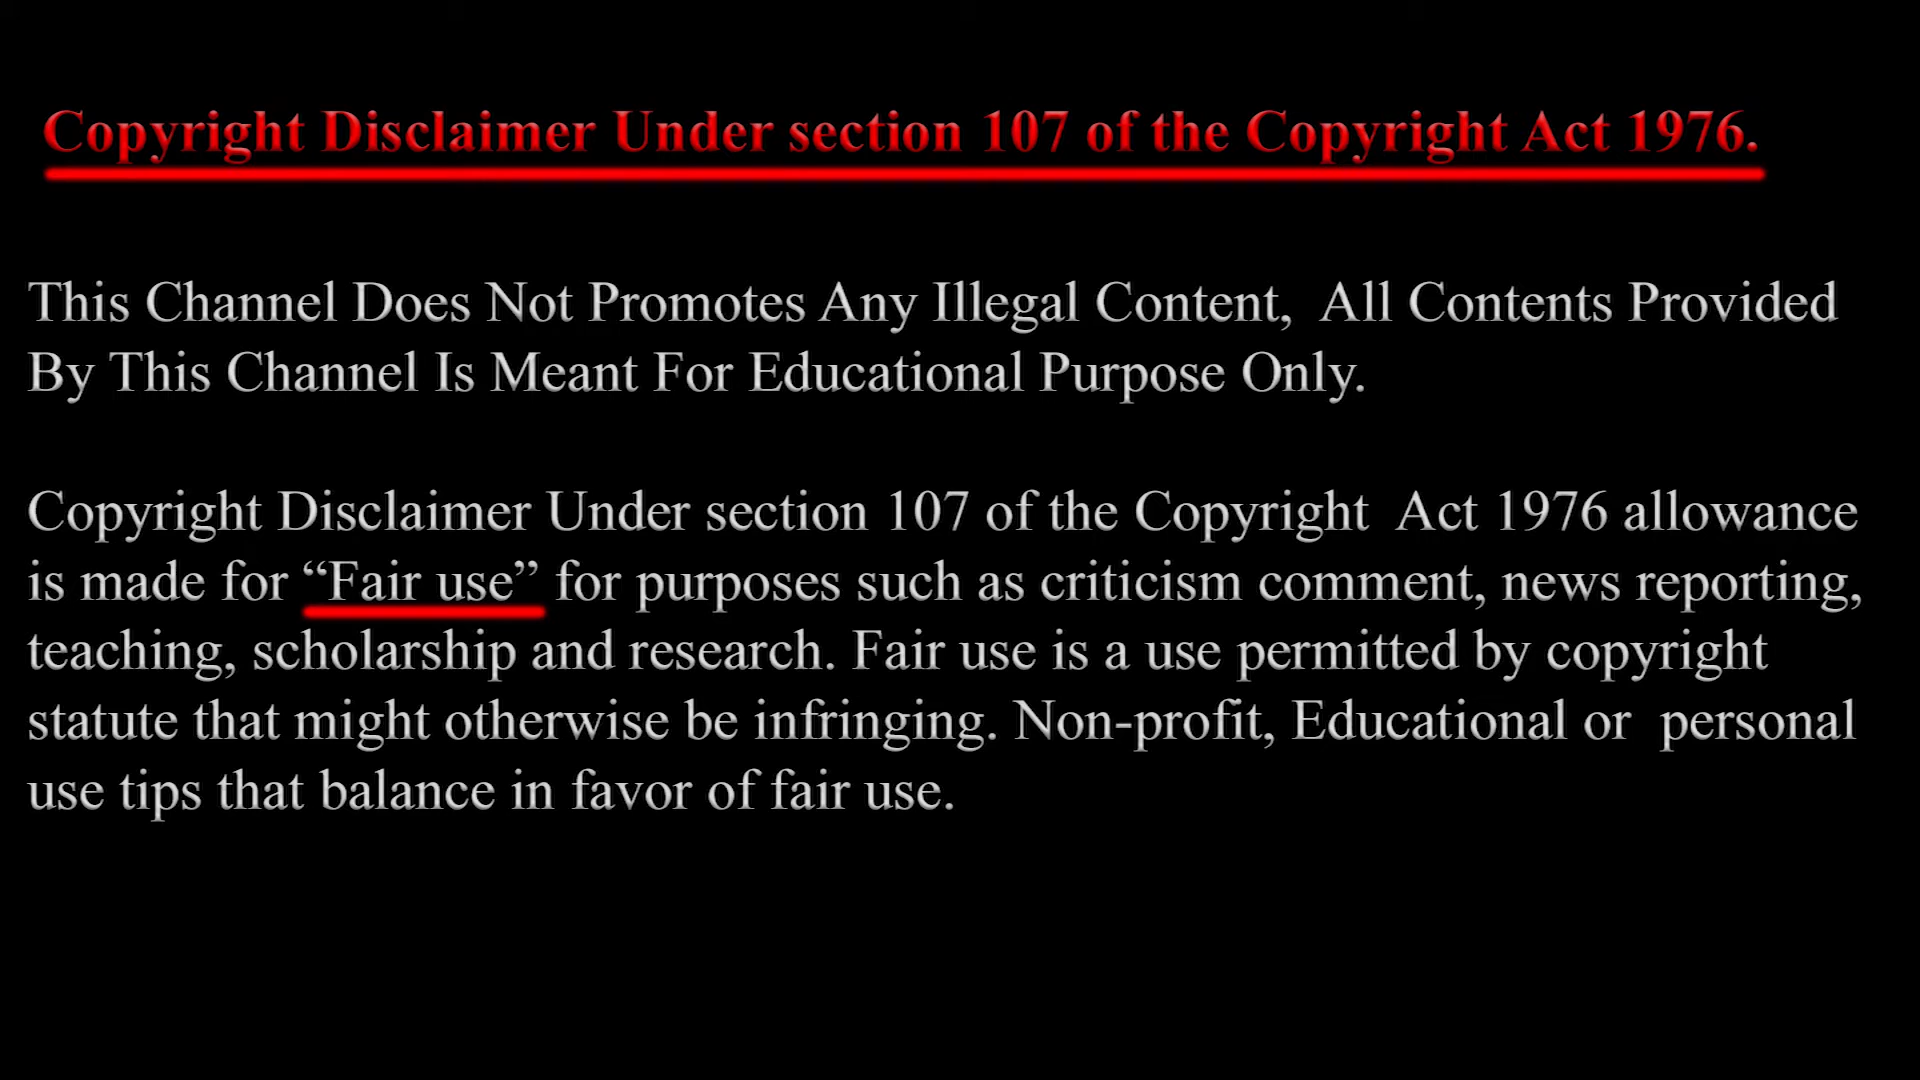 Copyright Disclaimer Under section 107 of the Copyright Act 1976.
This Channel Does Not Promotes Any Illegal Content,  All Contents Provided
By This Channel Is Meant For Educational Purpose Only.
Copyright Disclaimer Under section 107 of the Copyright  Act 1976 allowance
is made for “Fair use” for purposes such as criticism comment, news reporting,
teaching, scholarship and research. Fair use is a use permitted by copyright
statute that might otherwise be infringing. Non-profit, Educational or  personal
use tips that balance in favor of fair use.